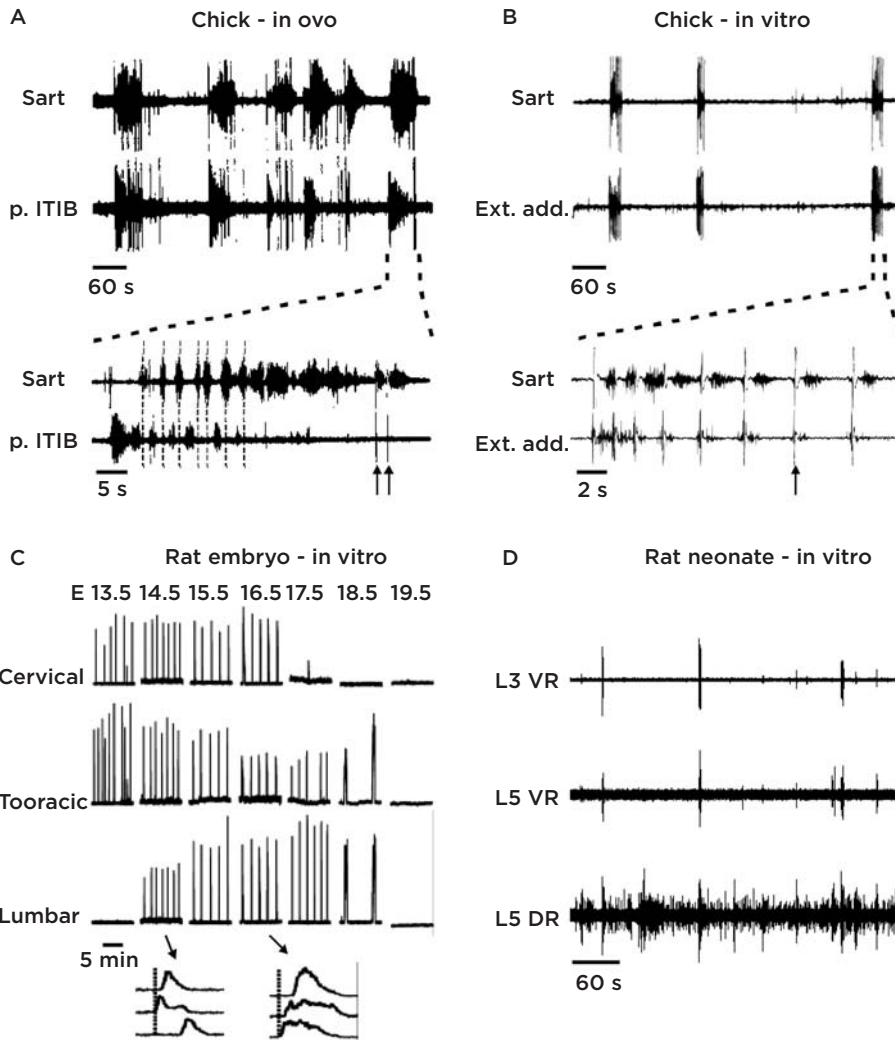 A Chick - in ovo
Sart
p. ITIB
60 s
Sart
p. ITIB
5 s
B Chick - in vitro
Sart
Ext. add.
60 s
Sart
Ext. add.
2 s
C Rat embryo - in vitro
E 13.5 14.5 15.5 16.5 17.5 18.5 19.5
Cervical
Tooracic
Lumbar
5 min
D Rat neonate - in vitro
L3 VR
L5 VR
L5 DR
60 s